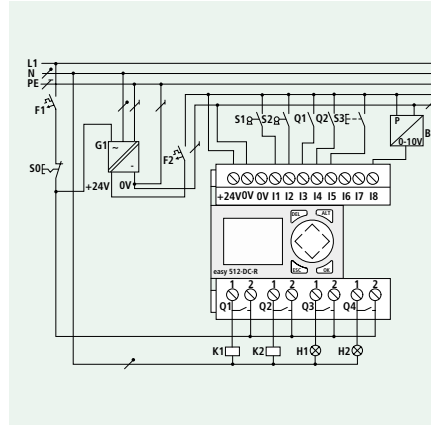 L1
N
PE
F1
S1 S2 Q1 Q2 S3 P
0-10V B
G1 ~ F2
S0
-
+24V 0V
+24V 0V 0V I1 I2 I3 I4 I5 I6 I7 I8
DEL ALT
easy 512-DC-R ESC OK
1 2 1 2 1 2 1 2
Q1 Q2 Q3 Q4
K1 K2 H1 H2